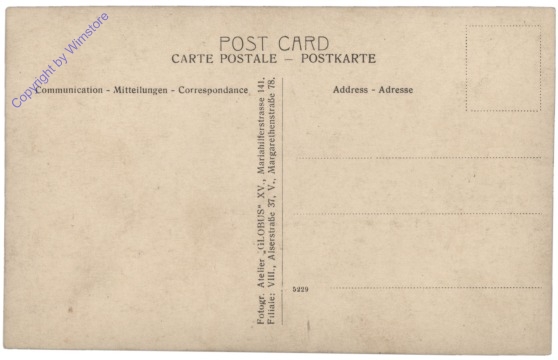 POST CARD
CARTE POSTALE — POSTKARTE
Copyright by Wimstore
Communication - Mitteilungen - Correspondance
Address - Adresse
Fotogr. Atelier „GLOBUS“ XV., Mariahilferstrasse 141.
Filiale: VIII., Alserstraße 37, V., Margarethenstraße 78.
5229